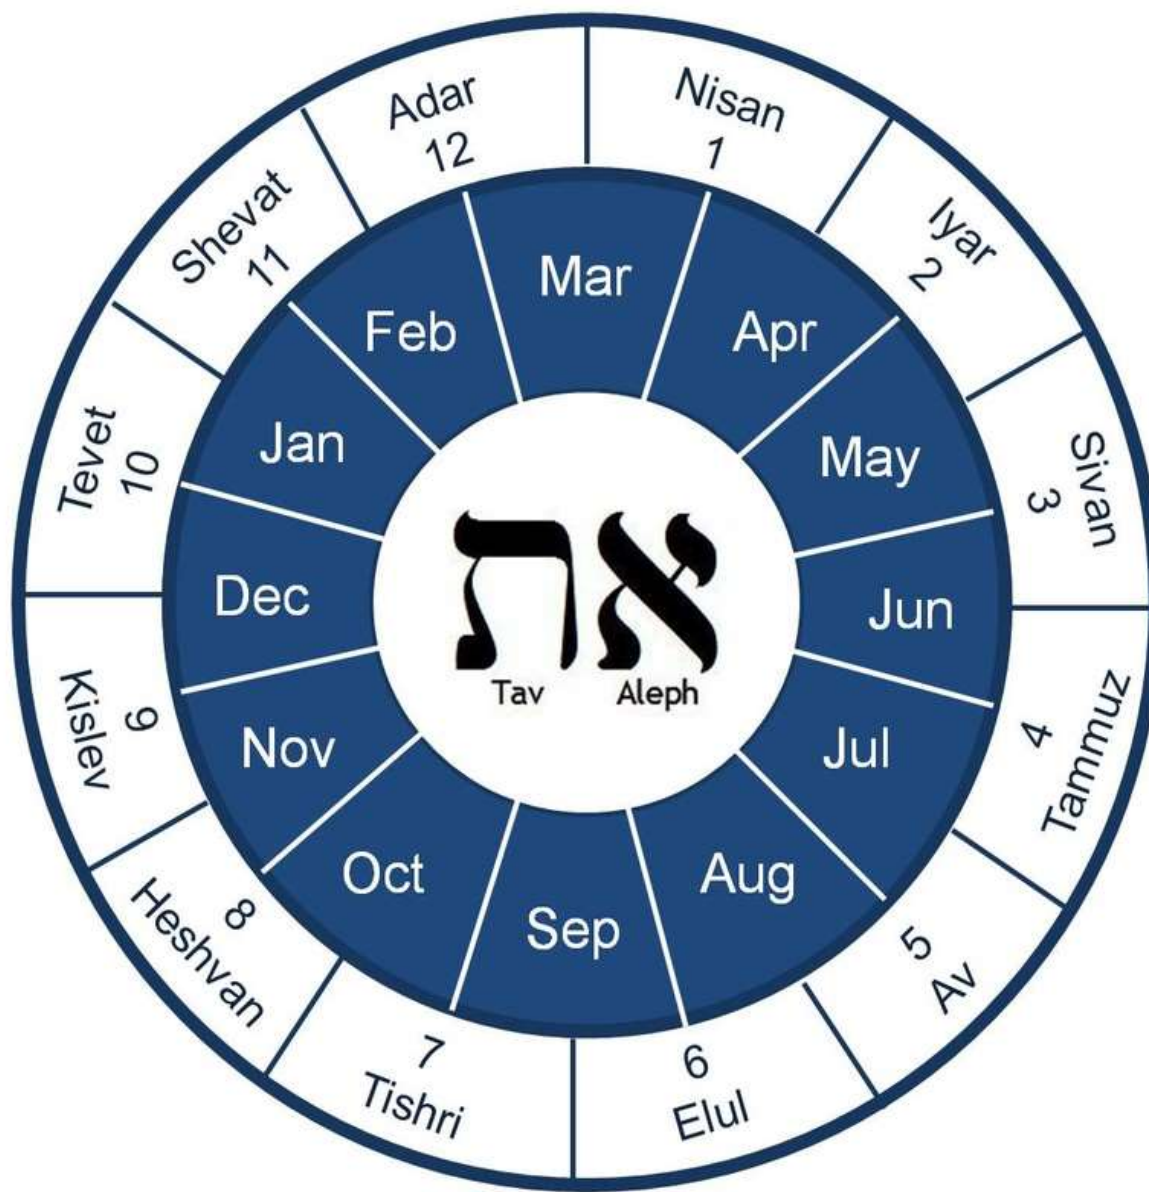 Nisan
1
Iyar
2
Sivan
3
4
Tammuz
5
Av
6
Elul
7
Tishri
8
Heshvan
9
Kislev
Tevet
10
Shevat
11
Adar
12
Mar
Apr
May
Jun
Jul
Aug
Sep
Oct
Nov
Dec
Jan
Feb
את
Tav Aleph